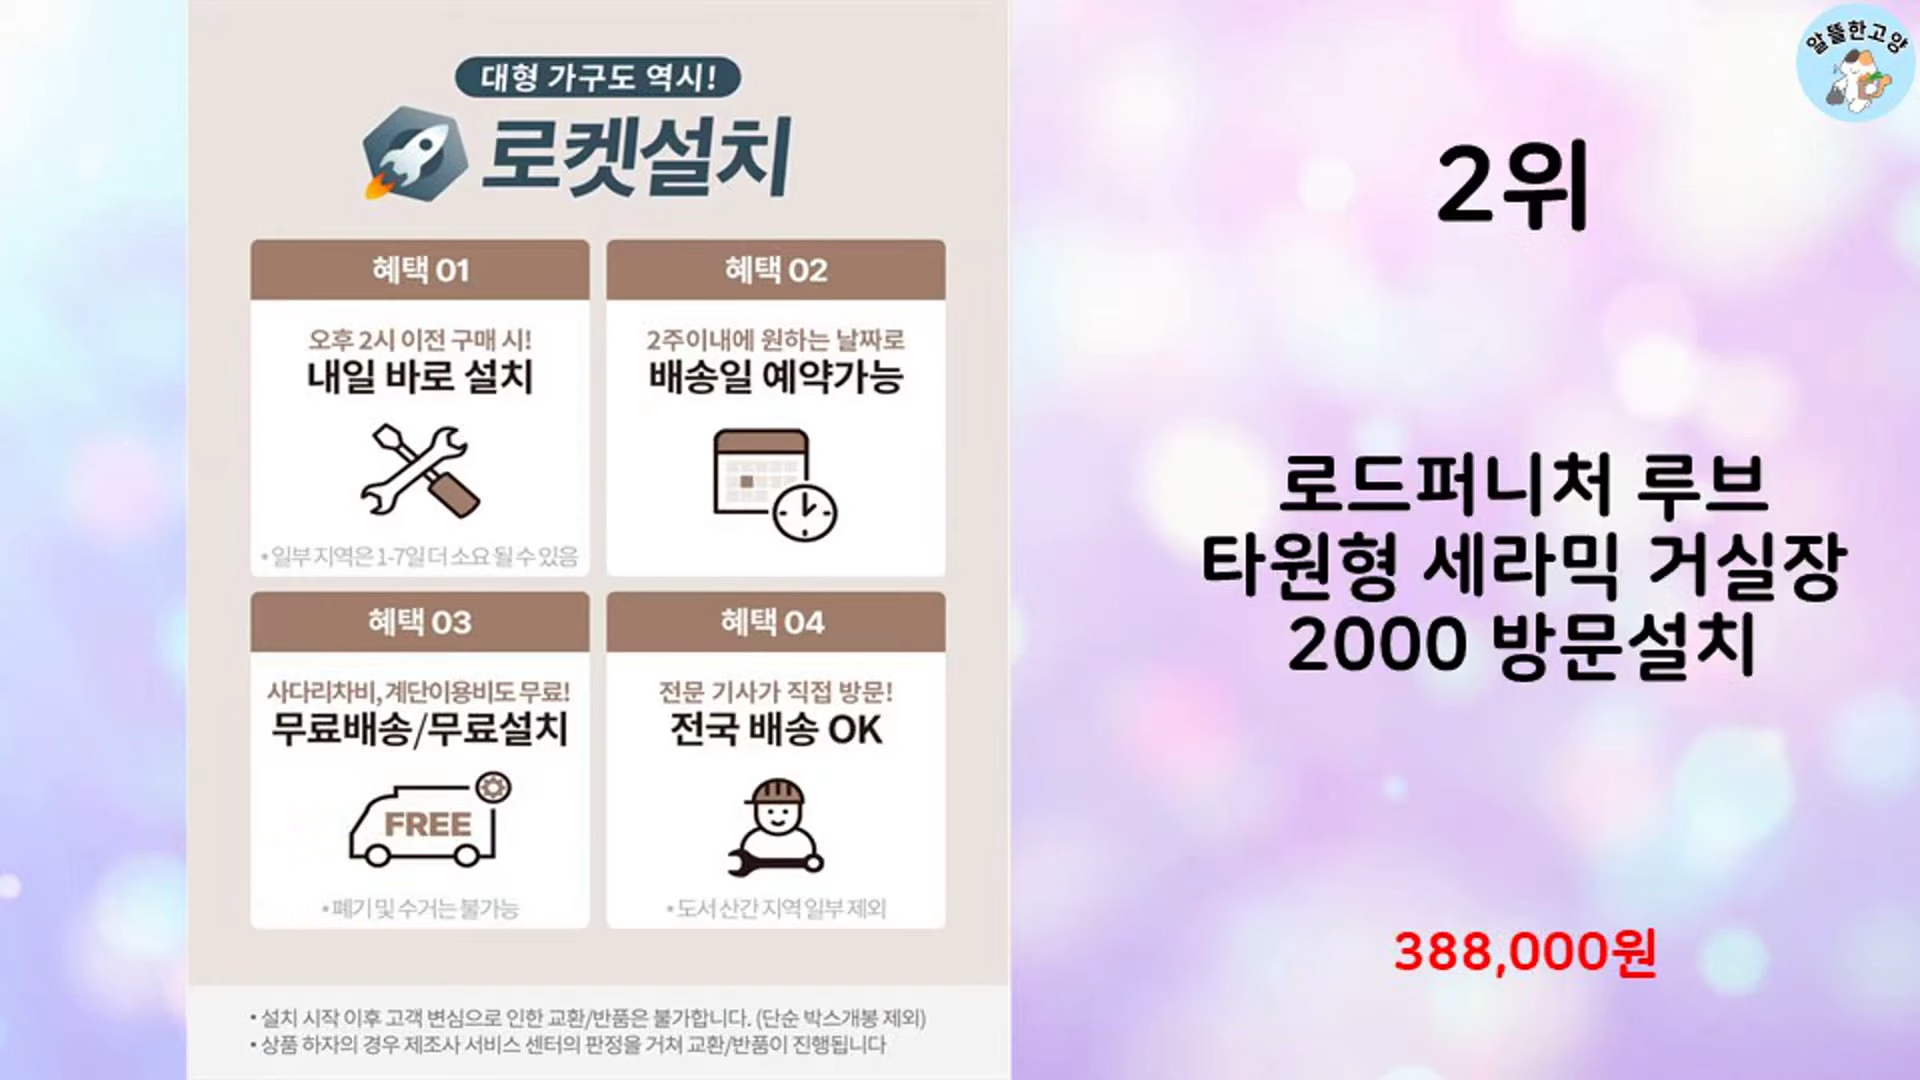 대형 가구도 역시!
로켓설치
혜택 01
오후 2시 이전 구매 시!
내일 바로 설치
• 일부 지역은 1-7일 더 소요 될 수 있음
혜택 02
2주이내에 원하는 날짜로
배송일 예약가능
혜택 03
사다리차비, 계단이용비도 무료!
무료배송/무료설치
FREE
• 폐기 및 수거는 불가능
혜택 04
전문 기사가 직접 방문!
전국 배송 OK
• 도서 산간 지역 일부 제외
• 설치 시작 이후 고객 변심으로 인한 교환/반품은 불가합니다. (단순 박스개봉 제외)
• 상품 하자의 경우 제조사 서비스 센터의 판정을 거쳐 교환/반품이 진행됩니다
알뜰한고양
2위
로드퍼니처 루브
타원형 세라믹 거실장
2000 방문설치
388,000원